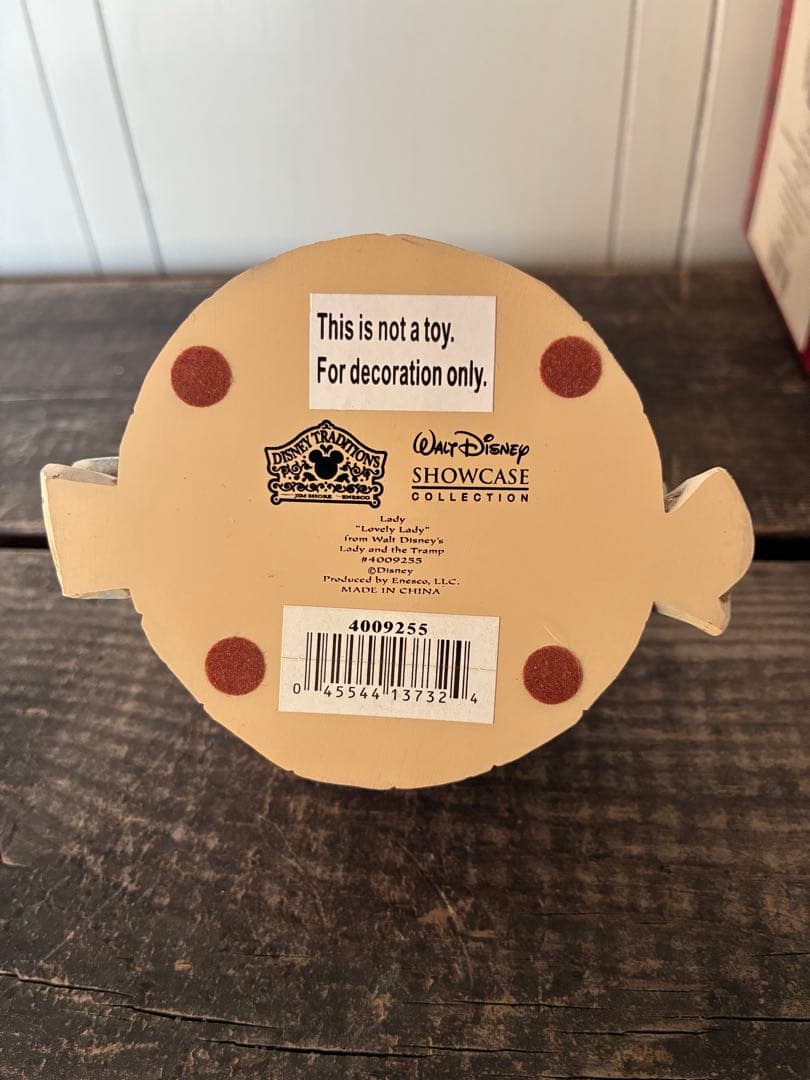 This is not a toy.
For decoration only.
DISNEY TRADITIONS
JIM SHORE ENESCO
WALT DISNEY
SHOWCASE
COLLECTION
Lady
"Lovely Lady"
from Walt Disney's
Lady and the Tramp
#4009255
©Disney
Produced by Enesco, LLC.
MADE IN CHINA
4009255
0 45544 13732 4